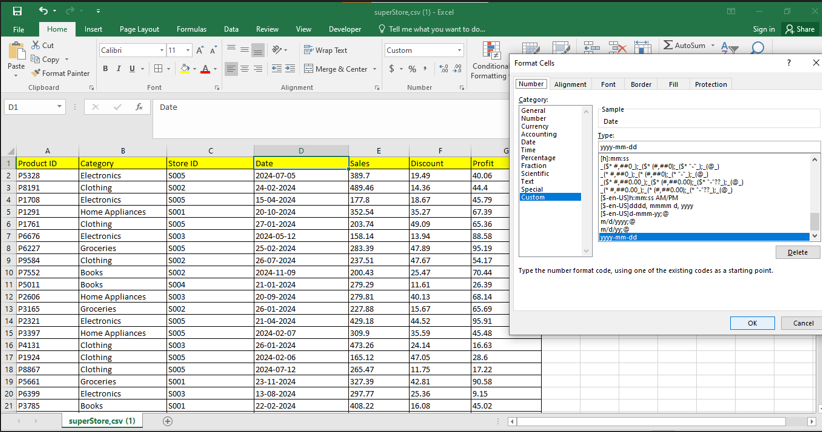 superStore,csv (1) - Excel
File Home Insert Page Layout Formulas Data Review View Developer Tell me what you want to do... Sign in Share
Paste
Cut
Copy
Format Painter
Clipboard
Calibri 11
B I U
Font
Wrap Text
Merge & Center
Alignment
Custom
$ % ,
Number
Conditional
Formatting
AutoSum
D1 fx Date
A B C D E F G
1 Product ID Category Store ID Date Sales Discount Profit
2 P5328 Electronics S005 2024-07-05 389.7 19.49 40.06
3 P8191 Clothing S002 24-02-2024 489.46 14.36 44.4
4 P1708 Electronics S005 15-04-2024 177.8 18.67 45.79
5 P1291 Home Appliances S001 20-10-2024 352.54 35.27 67.39
6 P1761 Clothing S005 27-01-2024 203.74 49.09 65.36
7 P6676 Electronics S003 2024-05-12 158.14 13.94 88.58
8 P6227 Groceries S005 25-02-2024 283.39 47.89 95.19
9 P9584 Clothing S002 26-07-2024 237.51 47.67 54.17
10 P7552 Books S002 2024-11-09 200.43 25.47 70.44
11 P5011 Books S004 21-01-2024 279.29 11.61 26.39
12 P2606 Home Appliances S003 20-09-2024 279.81 40.13 68.14
13 P3165 Groceries S002 26-01-2024 227.88 15.67 65.69
14 P2321 Electronics S005 21-04-2024 429.18 44.52 95.91
15 P3397 Home Appliances S005 2024-02-07 309.9 35.59 45.48
16 P4131 Clothing S003 26-01-2024 473.26 24.14 16.63
17 P1924 Clothing S005 2024-02-06 165.12 47.05 28.6
18 P8867 Clothing S005 2024-07-12 265.47 11.75 17.22
19 P5661 Groceries S001 23-11-2024 327.39 42.81 90.58
20 P6399 Electronics S003 13-08-2024 297.77 25.36 9.15
21 P3785 Books S001 22-02-2024 408.22 16.08 45.02
superStore,csv (1)
Format Cells
Number Alignment Font Border Fill Protection
Category:
General
Number
Currency
Accounting
Date
Time
Percentage
Fraction
Scientific
Text
Special
Custom
Sample
Date
Type:
yyyy-mm-dd
[h]:mm:ss
_($* #,##0_);_($* (#,##0);_($* "-"_);_(@_)
_(* #,##0_);_(* (#,##0);_(* "-"_);_(@_)
_($* #,##0.00_);_($* (#,##0.00);_($* "-"??_);_(@_)
_(* #,##0.00_);_(* (#,##0.00);_(* "-"??_);_(@_)
[$-en-US]h:mm:ss AM/PM
[$-en-US]dddd, mmmm d, yyyy
[$-en-US]d-mmm-yy;@
m/d/yyyy;@
m/d/yy;@
yyyy-mm-dd
Delete
Type the number format code, using one of the existing codes as a starting point.
OK Cancel